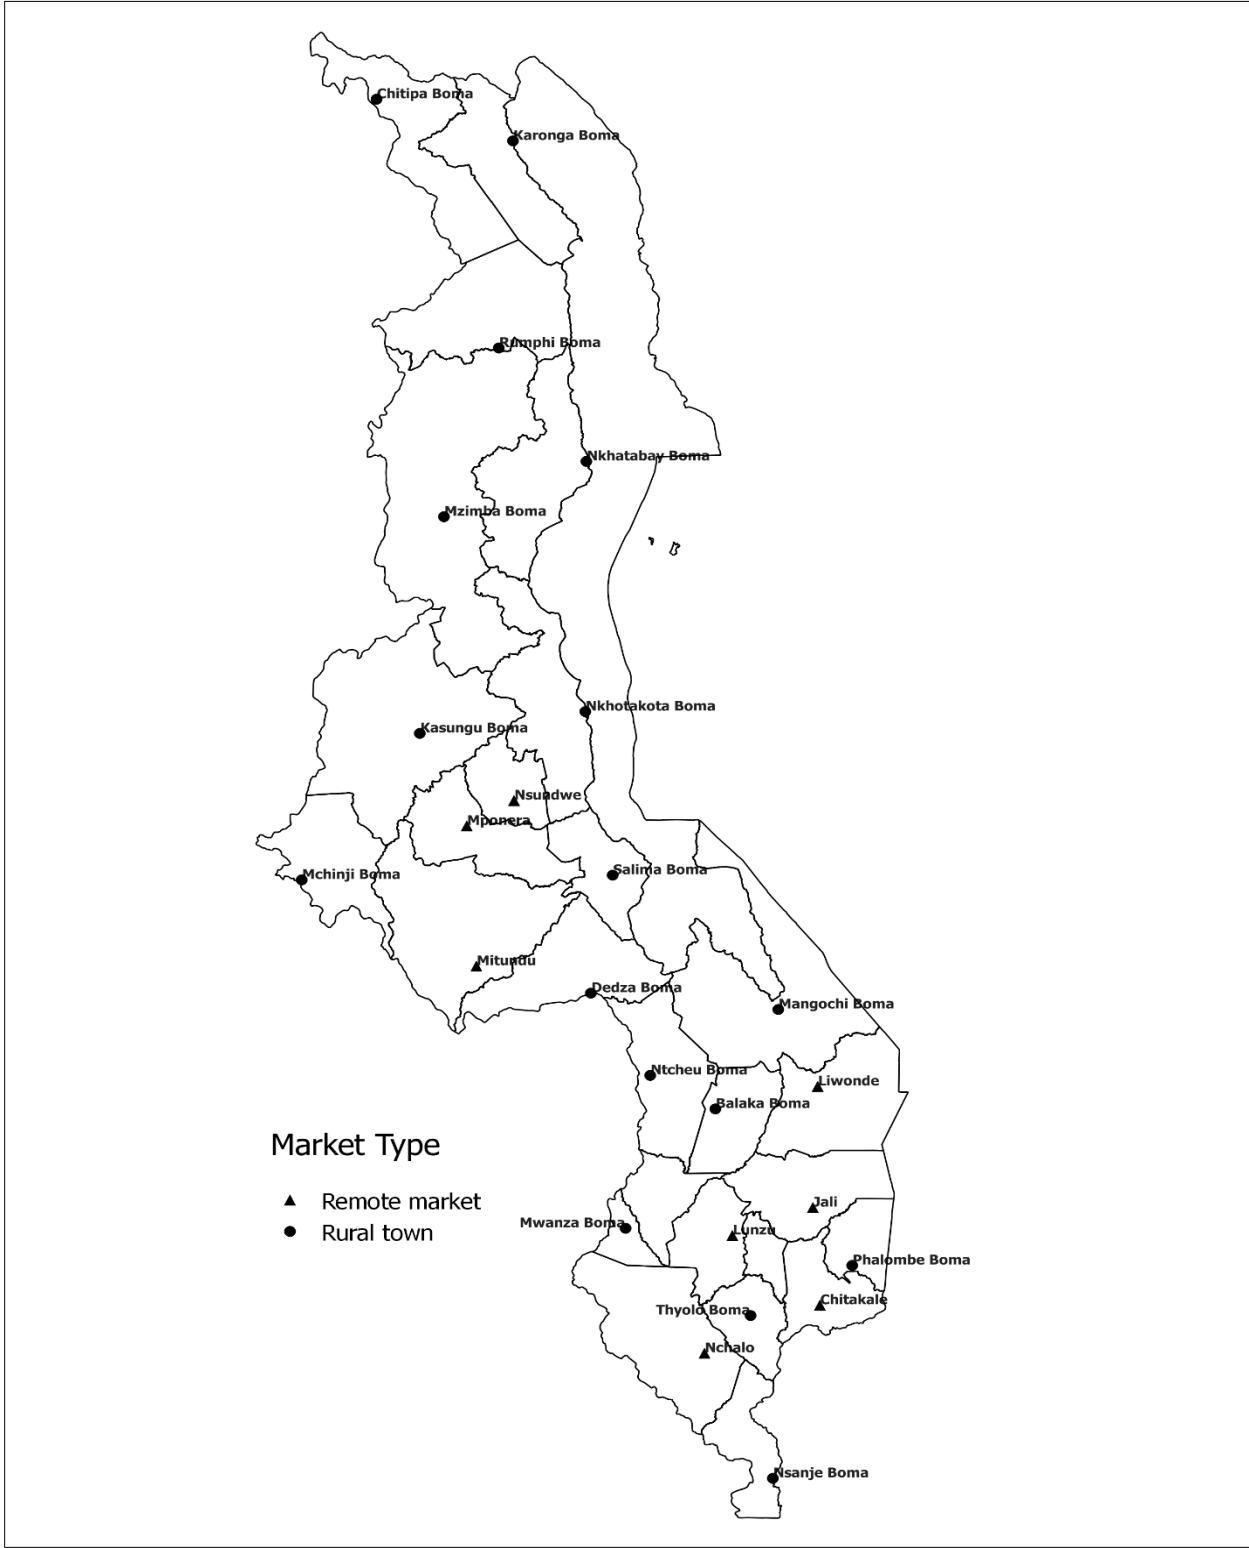 Chitipa Boma
Karonga Boma
Rumphi Boma
Nkhatabay Boma
Mzimba Boma
Nkhotakota Boma
Kasungu Boma
Nsundwe
Mponera
Salima Boma
Mchinji Boma
Mitundu
Dedza Boma
Mangochi Boma
Ntcheu Boma
Liwonde
Balaka Boma
Market Type
Remote market
Rural town
Jali
Mwanza Boma
Lunzu
Phalombe Boma
Chitakale
Thyolo Boma
Nchalo
Nsanje Boma